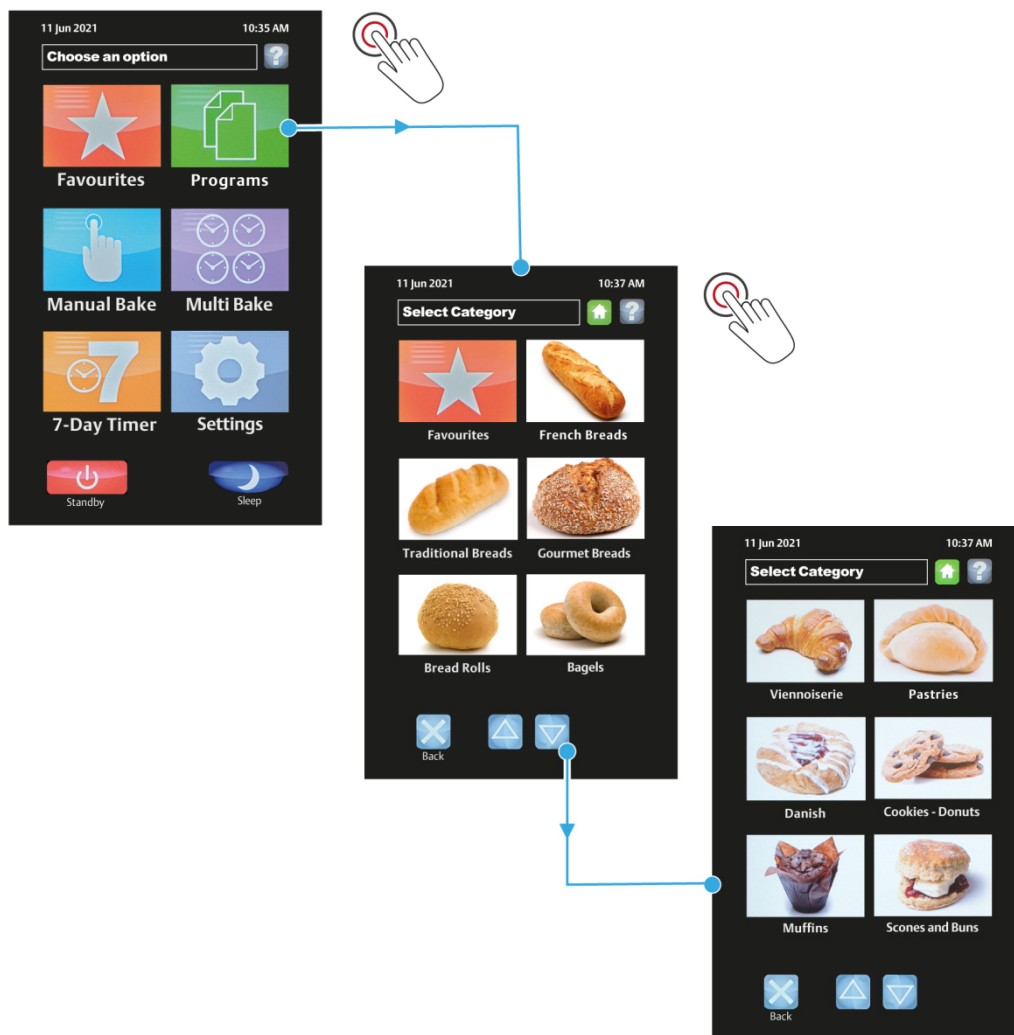 11 Jun 2021 10:35 AM
Choose an option ?
Favourites Programs
Manual Bake Multi Bake
7
7-Day Timer Settings
Standby Sleep
11 Jun 2021 10:37 AM
Select Category ?
Favourites French Breads
Traditional Breads Gourmet Breads
Bread Rolls Bagels
Back
11 Jun 2021 10:37 AM
Select Category ?
Viennoiserie Pastries
Danish Cookies - Donuts
Muffins Scones and Buns
Back